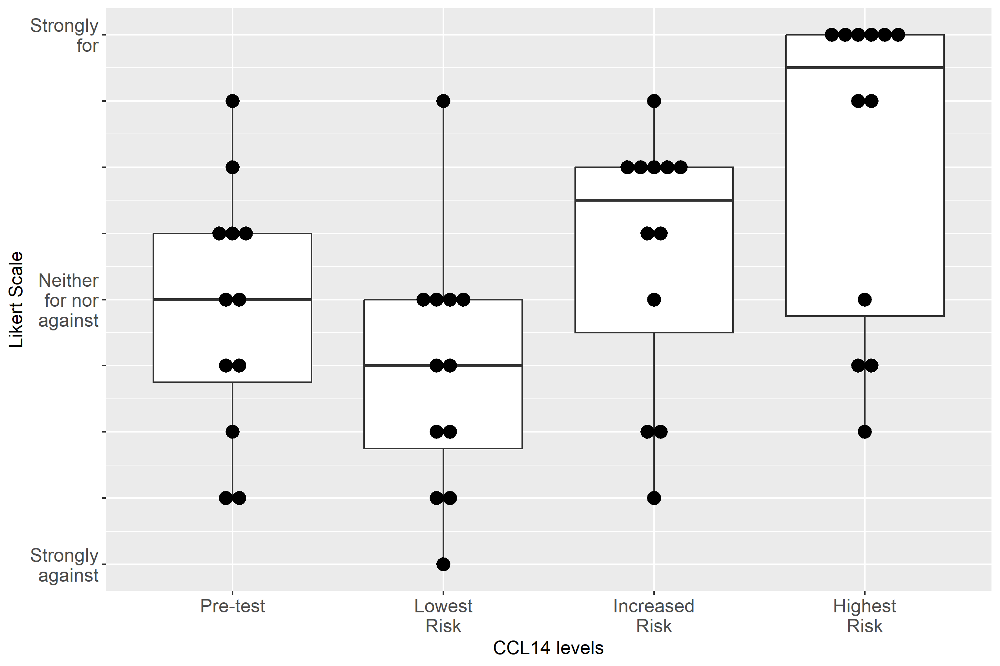 Strongly
for
Neither
for nor
against
Strongly
against
Likert Scale
Pre-test
Lowest
Risk
Increased
Risk
Highest
Risk
CCL14 levels